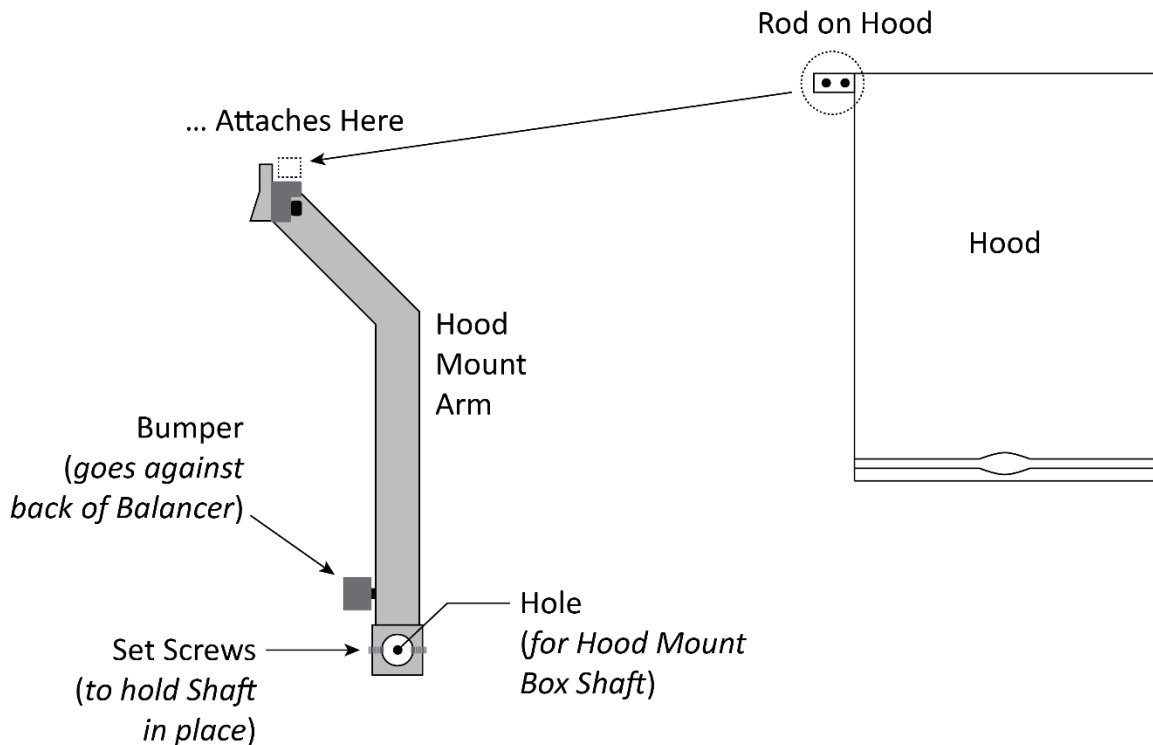 Rod on Hood
... Attaches Here
Hood
Hood
Mount
Arm
Bumper
(goes against
back of Balancer)
Hole
(for Hood Mount
Box Shaft)
Set Screws
(to hold Shaft
in place)